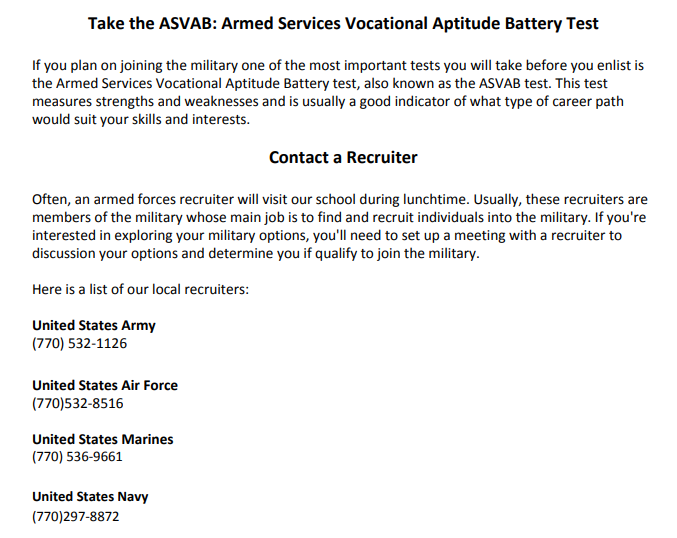 Take the ASVAB: Armed Services Vocational Aptitude Battery Test
If you plan on joining the military one of the most important tests you will take before you enlist is
the Armed Services Vocational Aptitude Battery test, also known as the ASVAB test. This test
measures strengths and weaknesses and is usually a good indicator of what type of career path
would suit your skills and interests.
Contact a Recruiter
Often, an armed forces recruiter will visit our school during lunchtime. Usually, these recruiters are
members of the military whose main job is to find and recruit individuals into the military. If you're
interested in exploring your military options, you'll need to set up a meeting with a recruiter to
discussion your options and determine you if qualify to join the military.
Here is a list of our local recruiters:
United States Army
(770) 532-1126
United States Air Force
(770)532-8516
United States Marines
(770) 536-9661
United States Navy
(770)297-8872